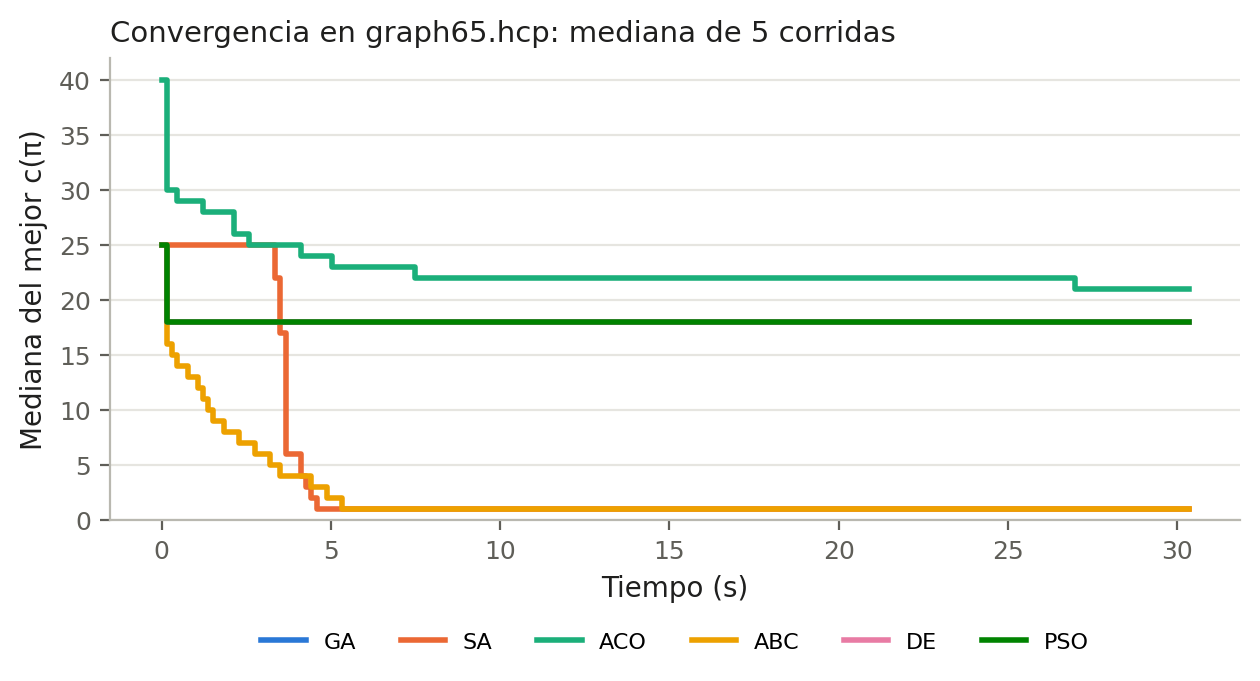 Convergencia en graph65.hcp: mediana de 5 corridas
Mediana del mejor c(π)
40
35
30
25
20
15
10
5
0
0 5 10 15 20 25 30
Tiempo (s)
GA SA ACO ABC DE PSO